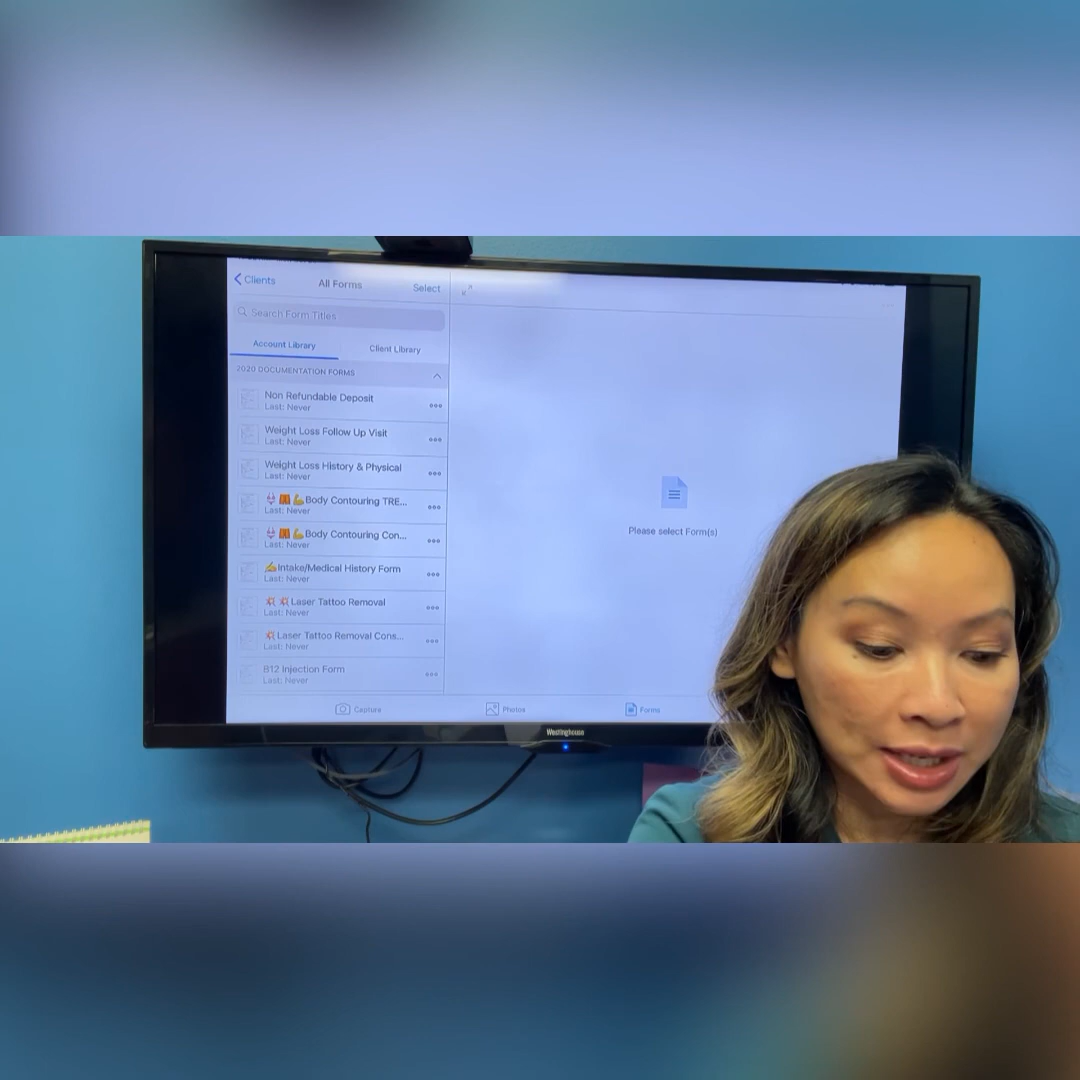 Clients
All Forms
Select
Search Form Titles
Account Library
Client Library
2020 DOCUMENTATION FORMS
Non Refundable Deposit
Last: Never
Weight Loss Follow Up Visit
Last: Never
Weight Loss History & Physical
Last: Never
👙🩳💪Body Contouring TRE...
Last: Never
👙🩳💪Body Contouring Con...
Last: Never
✍️Intake/Medical History Form
Last: Never
💥💥Laser Tattoo Removal
Last: Never
💥Laser Tattoo Removal Cons...
Last: Never
B12 Injection Form
Last: Never
Please select Form(s)
Capture
Photos
Forms
Westinghouse